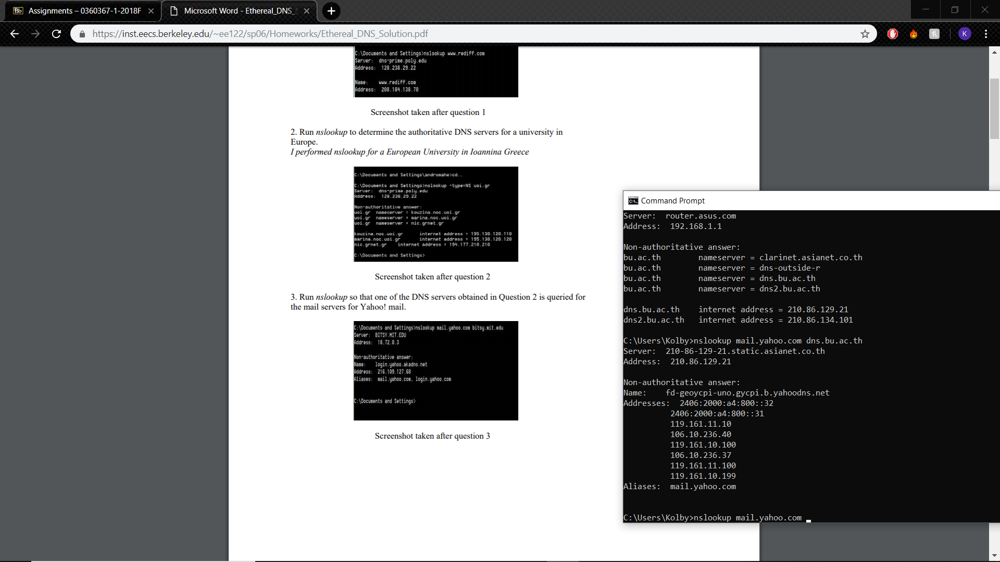 Assignments – 0360367-1-2018F
Microsoft Word - Ethereal_DNS_S
https://inst.eecs.berkeley.edu/~ee122/sp06/Homeworks/Ethereal_DNS_Solution.pdf
K
C:\Documents and Settings>nslookup www.rediff.com
Server:  dns-prime.poly.edu
Address:  128.238.29.22
Name:    www.rediff.com
Address:  208.184.138.70
Screenshot taken after question 1
2. Run nslookup to determine the authoritative DNS servers for a university in
Europe.
I performed nslookup for a European University in Ioannina Greece
C:\Documents and Settings\andromahe>cd..
C:\Documents and Settings>nslookup -type=NS uoi.gr
Server:  dns-prime.poly.edu
Address:  128.238.29.22
Non-authoritative answer:
uoi.gr  nameserver = kouzina.noc.uoi.gr
uoi.gr  nameserver = marina.noc.uoi.gr
uoi.gr  nameserver = nic.grnet.gr
kouzina.noc.uoi.gr      internet address = 195.130.120.110
marina.noc.uoi.gr       internet address = 195.130.120.120
nic.grnet.gr    internet address = 194.177.210.210
C:\Documents and Settings>
Screenshot taken after question 2
3. Run nslookup so that one of the DNS servers obtained in Question 2 is queried for
the mail servers for Yahoo! mail.
C:\Documents and Settings>nslookup mail.yahoo.com bitsy.mit.edu
Server:  BITSY.MIT.EDU
Address:  18.72.0.3
Non-authoritative answer:
Name:    login.yahoo.akadns.net
Address:  216.109.127.60
Aliases:  mail.yahoo.com, login.yahoo.com
C:\Documents and Settings>
Screenshot taken after question 3
Command Prompt
Server:  router.asus.com
Address:  192.168.1.1
Non-authoritative answer:
bu.ac.th        nameserver = clarinet.asianet.co.th
bu.ac.th        nameserver = dns-outside-r
bu.ac.th        nameserver = dns.bu.ac.th
bu.ac.th        nameserver = dns2.bu.ac.th
dns.bu.ac.th    internet address = 210.86.129.21
dns2.bu.ac.th   internet address = 210.86.134.101
C:\Users\Kolby>nslookup mail.yahoo.com dns.bu.ac.th
Server:  210-86-129-21.static.asianet.co.th
Address:  210.86.129.21
Non-authoritative answer:
Name:    fd-geoycpi-uno.gycpi.b.yahoodns.net
Addresses:  2406:2000:a4:800::32
2406:2000:a4:800::31
119.161.11.10
106.10.236.40
119.161.10.100
106.10.236.37
119.161.11.100
119.161.10.199
Aliases:  mail.yahoo.com
C:\Users\Kolby>nslookup mail.yahoo.com